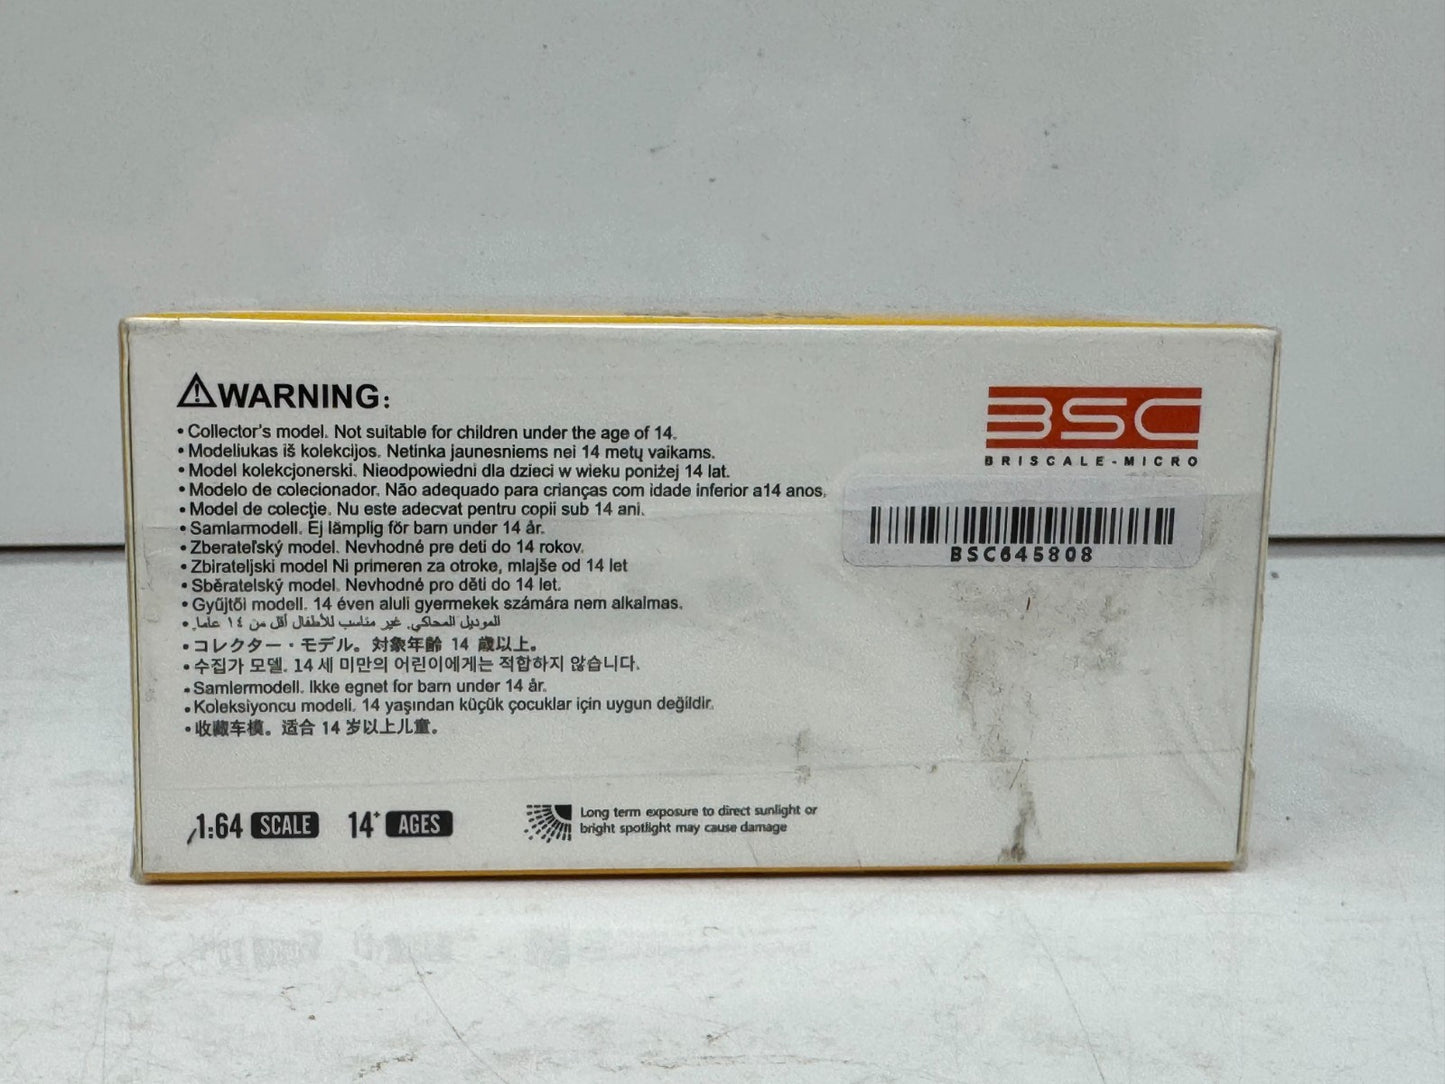 ⚠WARNING:
• Collector's model. Not suitable for children under the age of 14.
• Modeliukas iš kolekcijos. Netinka jaunesniems nei 14 metų vaikams.
• Model kolekcjonerski. Nieodpowiedni dla dzieci w wieku poniżej 14 lat.
• Modelo de colecionador. Não adequado para crianças com idade inferior a14 anos.
• Model de colecţie. Nu este adecvat pentru copii sub 14 ani.
• Samlarmodell. Ej lämplig för barn under 14 år.
• Zberateľský model. Nevhodné pre deti do 14 rokov.
• Zbirateljski model Ni primeren za otroke, mlajše od 14 let
• Sběratelský model. Nevhodné pro děti do 14 let.
• Gyűjtői modell. 14 éven aluli gyermekek számára nem alkalmas.
• الموديل المحاكي. غير مناسب للأطفال أقل من ١٤ عاما.
• コレクター・モデル。対象年齢 14 歳以上。
• 수집가 모델. 14 세 미만의 어린이에게는 적합하지 않습니다.
• Samlermodell. Ikke egnet for barn under 14 år.
• Koleksiyoncu modeli. 14 yaşından küçük çocuklar için uygun değildir.
• 收藏车模。适合 14 岁以上儿童。
BSC
BRISCALE-MICRO
BSC645808
1:64 SCALE 14+ AGES
Long term exposure to direct sunlight or
bright spotlight may cause damage